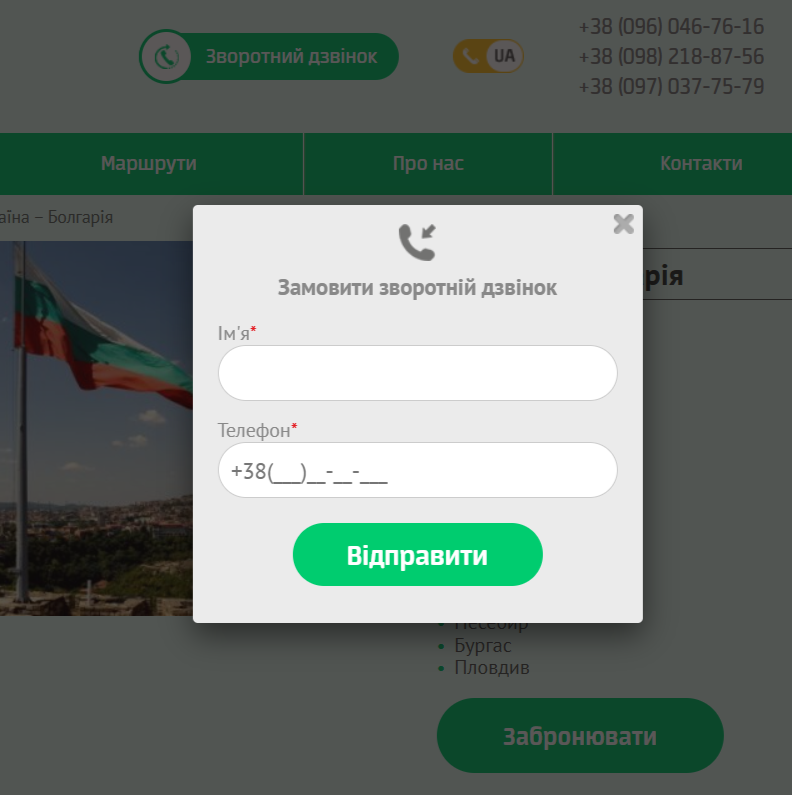 +38 (096) 046-76-16
Зворотний дзвінок
UA
+38 (098) 218-87-56
+38 (097) 037-75-79
Маршрути
Про нас
Контакти
аїна – Болгарія
рія
Замовити зворотній дзвінок
Ім'я*
Телефон*
+38(___)__-__-___
Відправити
Несебир
Бургас
Пловдив
Забронювати